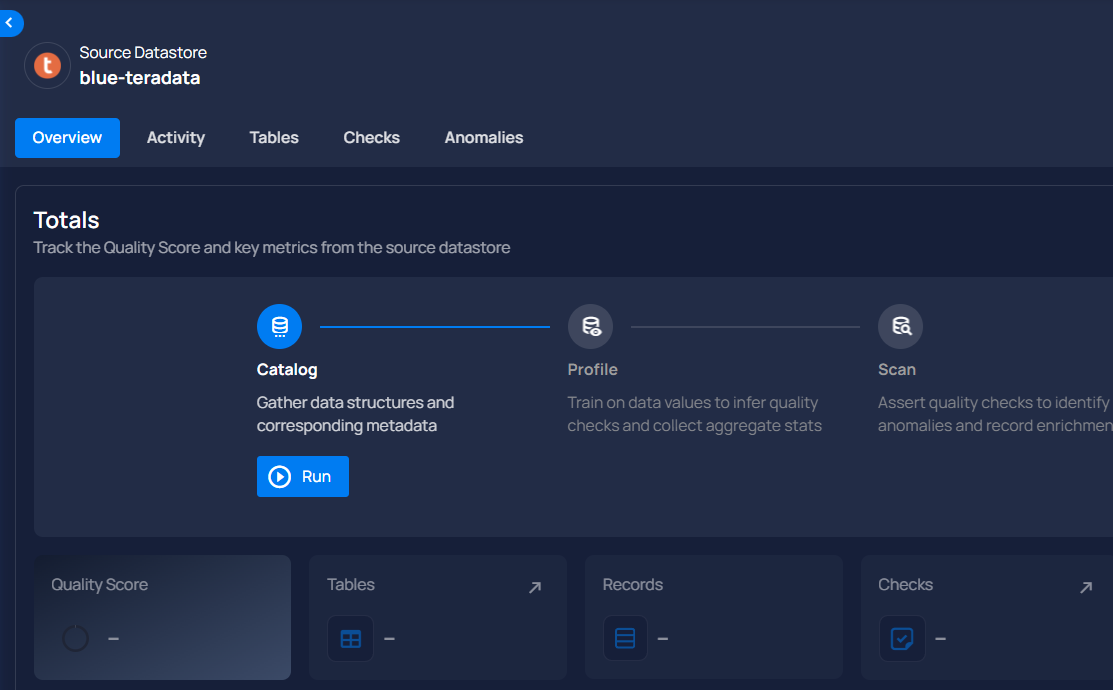 Source Datastore
blue-teradata
Overview Activity Tables Checks Anomalies
Totals
Track the Quality Score and key metrics from the source datastore
Catalog Profile Scan
Gather data structures and Train on data values to infer quality Assert quality checks to identify
corresponding metadata checks and collect aggregate stats anomalies and record
Run
Quality Score Tables Records Checks
– – – –